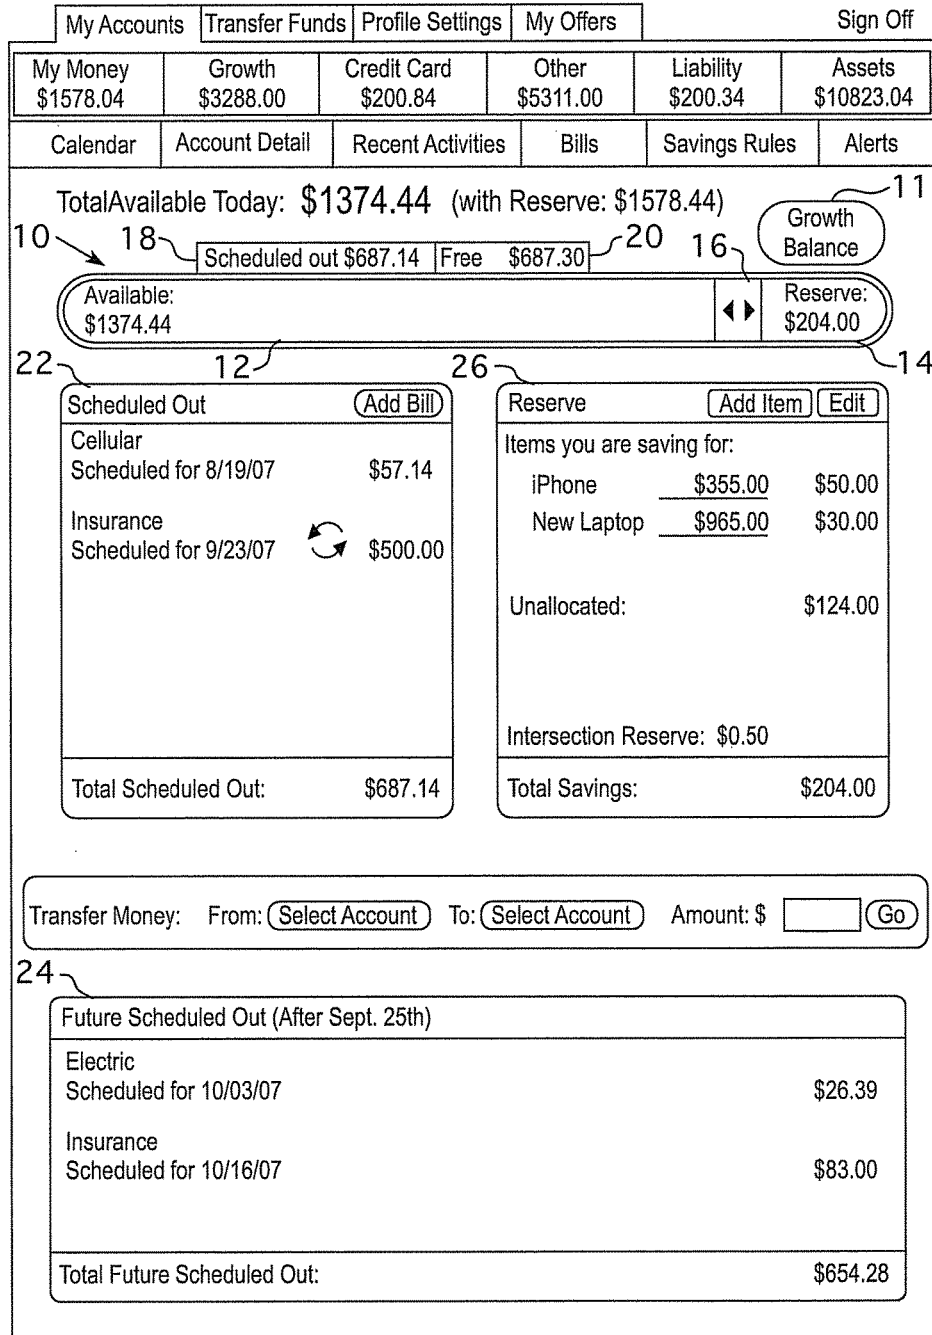 My Accounts Transfer Funds Profile Settings My Offers Sign Off
My Money Growth Credit Card Other Liability Assets
$1578.04 $3288.00 $200.84 $5311.00 $200.34 $10823.04
Calendar Account Detail Recent Activities Bills Savings Rules Alerts
TotalAvailable Today: $1374.44 (with Reserve: $1578.44)
11
Growth
Balance
10 18 20 16
Scheduled out $687.14 Free $687.30
Available: Reserve:
$1374.44 $204.00
22 12 26 14
Scheduled Out Add Bill
Cellular
Scheduled for 8/19/07 $57.14
Insurance
Scheduled for 9/23/07 $500.00
Total Scheduled Out: $687.14
Reserve Add Item Edit
Items you are saving for:
iPhone $355.00 $50.00
New Laptop $965.00 $30.00
Unallocated: $124.00
Intersection Reserve: $0.50
Total Savings: $204.00
Transfer Money: From: Select Account To: Select Account Amount: $ Go
24
Future Scheduled Out (After Sept. 25th)
Electric
Scheduled for 10/03/07 $26.39
Insurance
Scheduled for 10/16/07 $83.00
Total Future Scheduled Out: $654.28